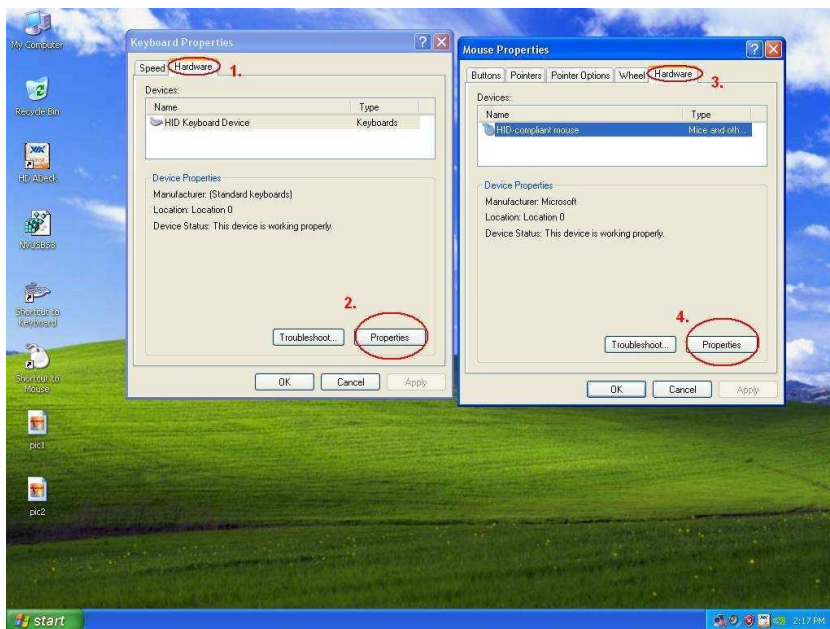 My Computer
Recycle Bin
HD ADeck
Shortcut to
Keyboard
Shortcut to
Mouse
pic1
pic2
Keyboard Properties
Speed Hardware 1.
Devices:
Name Type
HID Keyboard Device Keyboards
Device Properties
Manufacturer: (Standard keyboards)
Location: Location 0
Device Status: This device is working properly.
2.
Troubleshoot... Properties
OK Cancel Apply
Mouse Properties
Buttons Pointers Pointer Options Wheel Hardware 3.
Devices:
Name Type
HID-compliant mouse Mice and oth...
Device Properties
Manufacturer: Microsoft
Location: Location 0
Device Status: This device is working properly.
4.
Troubleshoot... Properties
OK Cancel Apply
start 2:17 PM